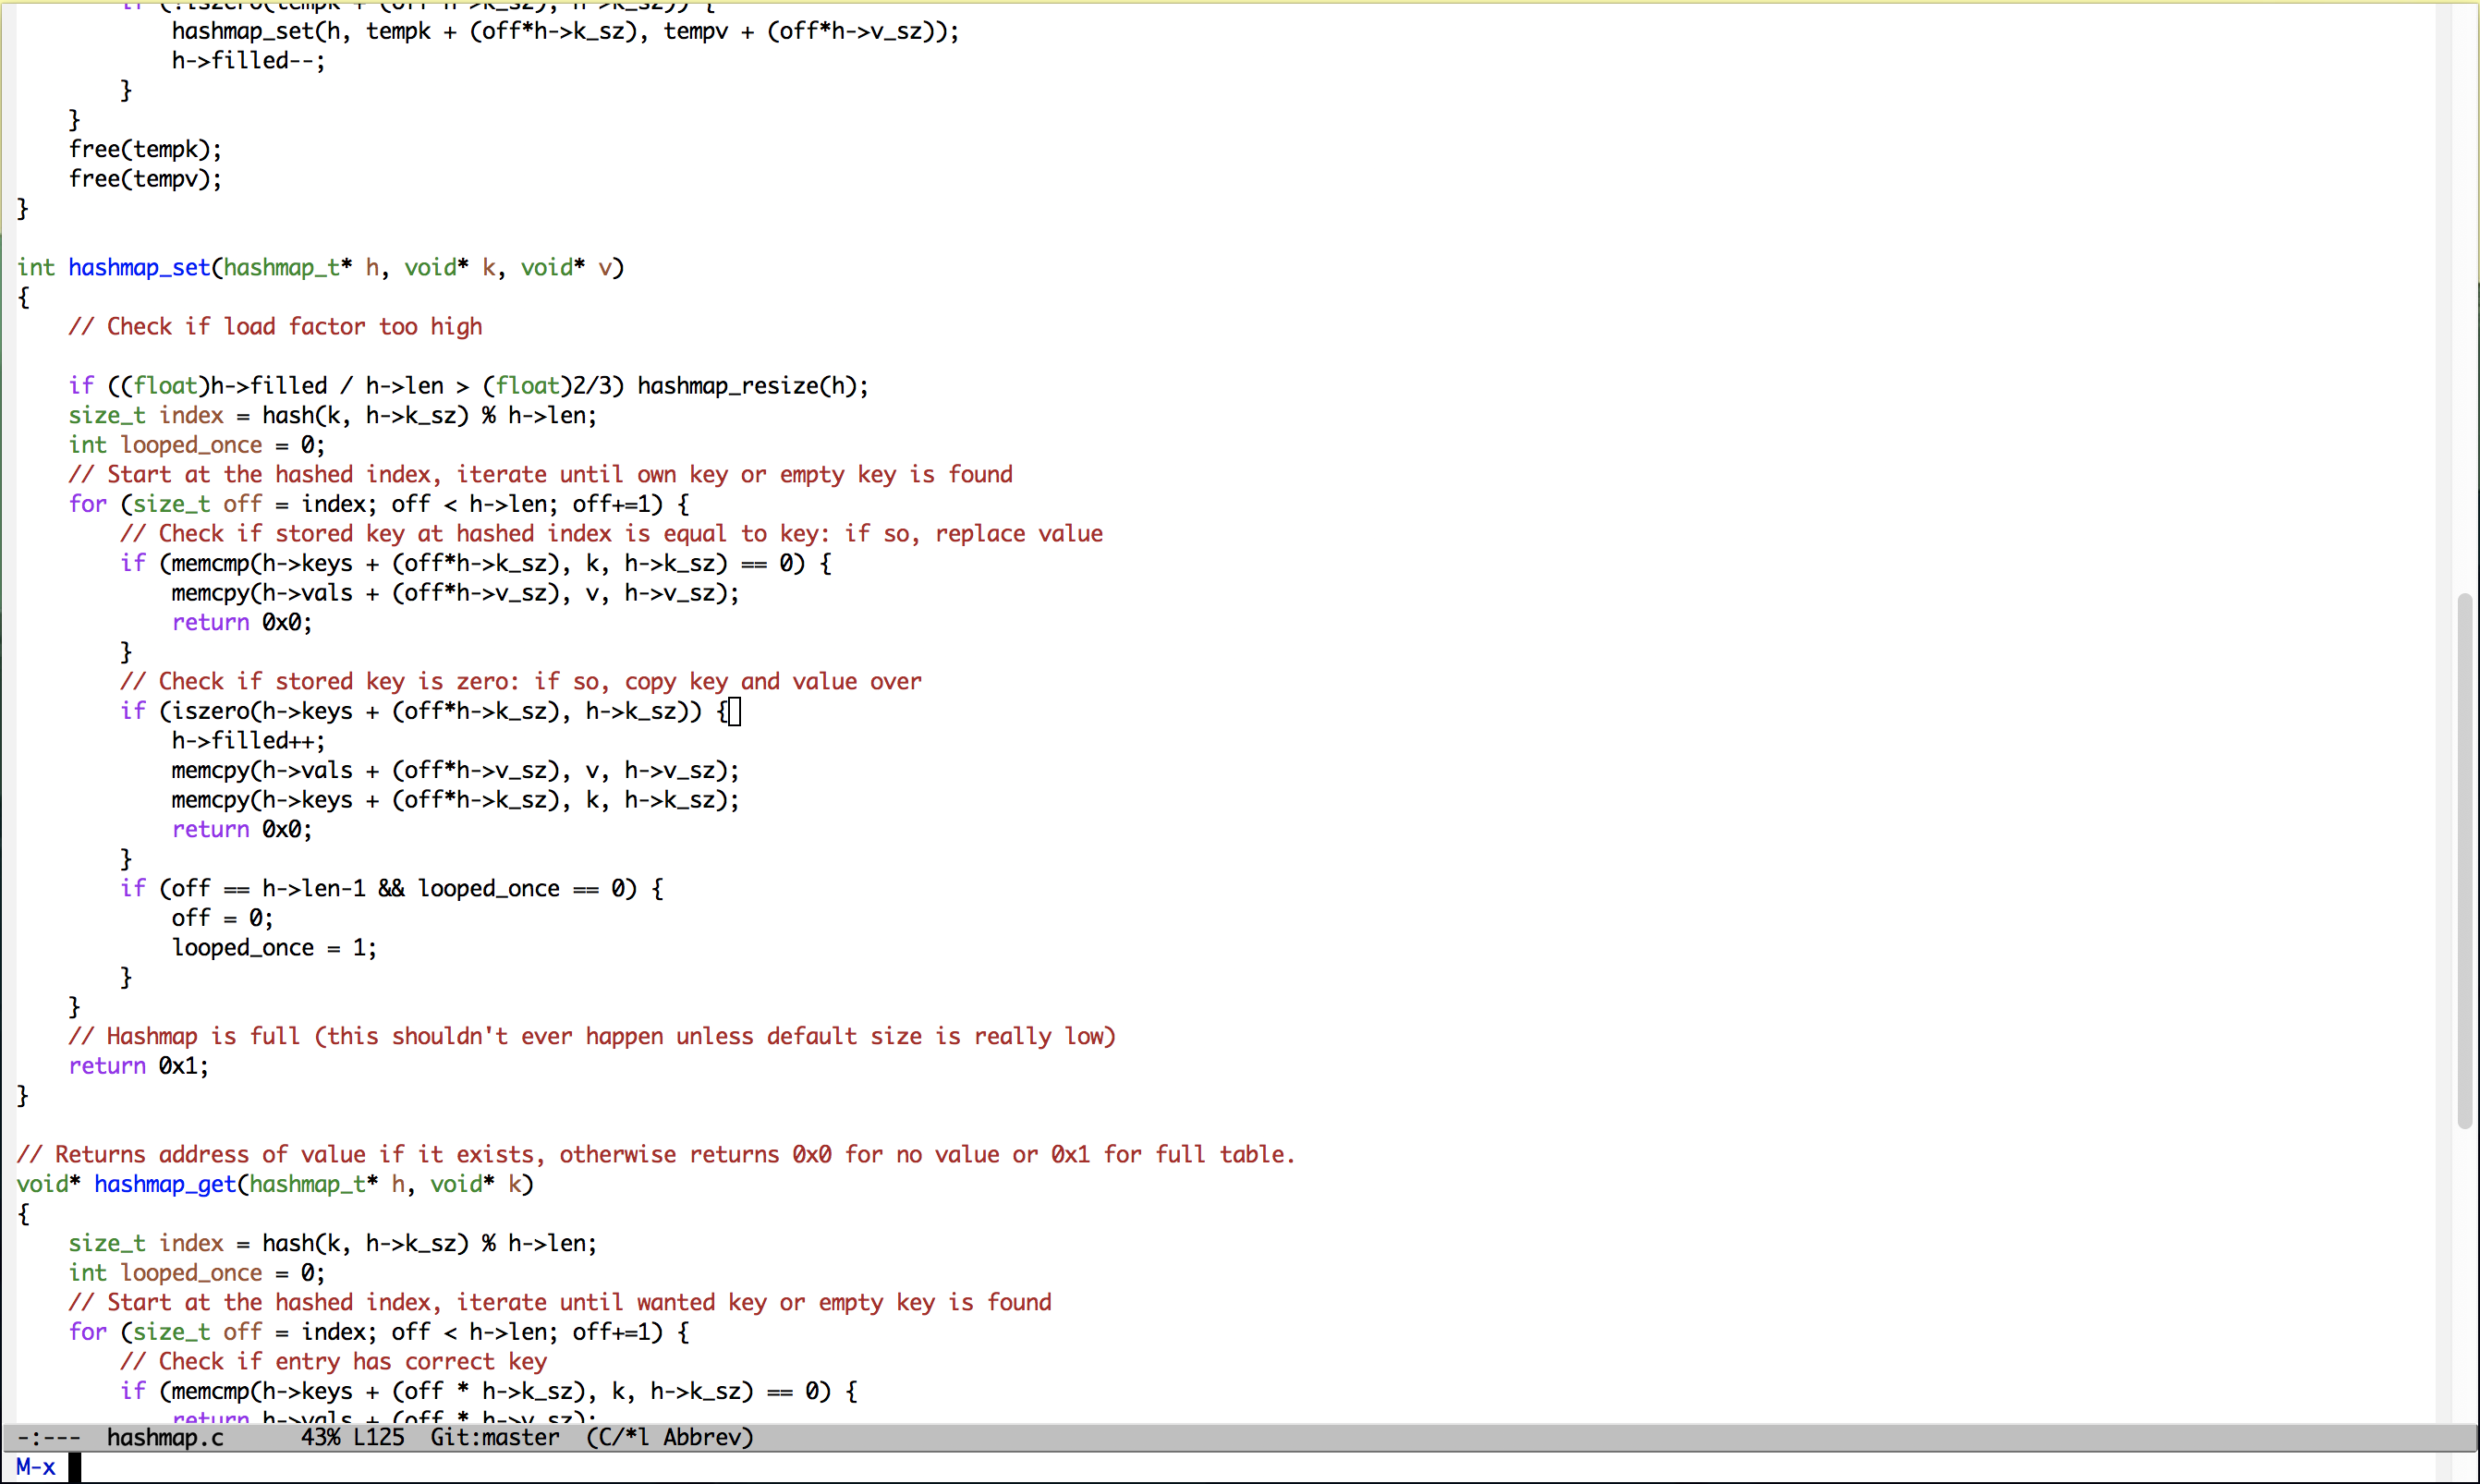 if (!iszero(tempk + (off*h->k_sz), h->k_sz)) {
            hashmap_set(h, tempk + (off*h->k_sz), tempv + (off*h->v_sz));
            h->filled--;
        }
    }
    free(tempk);
    free(tempv);
}

int hashmap_set(hashmap_t* h, void* k, void* v)
{
    // Check if load factor too high

    if ((float)h->filled / h->len > (float)2/3) hashmap_resize(h);
    size_t index = hash(k, h->k_sz) % h->len;
    int looped_once = 0;
    // Start at the hashed index, iterate until own key or empty key is found
    for (size_t off = index; off < h->len; off+=1) {
        // Check if stored key at hashed index is equal to key: if so, replace value
        if (memcmp(h->keys + (off*h->k_sz), k, h->k_sz) == 0) {
            memcpy(h->vals + (off*h->v_sz), v, h->v_sz);
            return 0x0;
        }
        // Check if stored key is zero: if so, copy key and value over
        if (iszero(h->keys + (off*h->k_sz), h->k_sz)) {
            h->filled++;
            memcpy(h->vals + (off*h->v_sz), v, h->v_sz);
            memcpy(h->keys + (off*h->k_sz), k, h->k_sz);
            return 0x0;
        }
        if (off == h->len-1 && looped_once == 0) {
            off = 0;
            looped_once = 1;
        }
    }
    // Hashmap is full (this shouldn't ever happen unless default size is really low)
    return 0x1;
}

// Returns address of value if it exists, otherwise returns 0x0 for no value or 0x1 for full table.
void* hashmap_get(hashmap_t* h, void* k)
{
    size_t index = hash(k, h->k_sz) % h->len;
    int looped_once = 0;
    // Start at the hashed index, iterate until wanted key or empty key is found
    for (size_t off = index; off < h->len; off+=1) {
        // Check if entry has correct key
        if (memcmp(h->keys + (off * h->k_sz), k, h->k_sz) == 0) {
            return h->vals + (off * h->v_sz);
-:---  hashmap.c      43% L125  Git:master  (C/*l Abbrev)
M-x